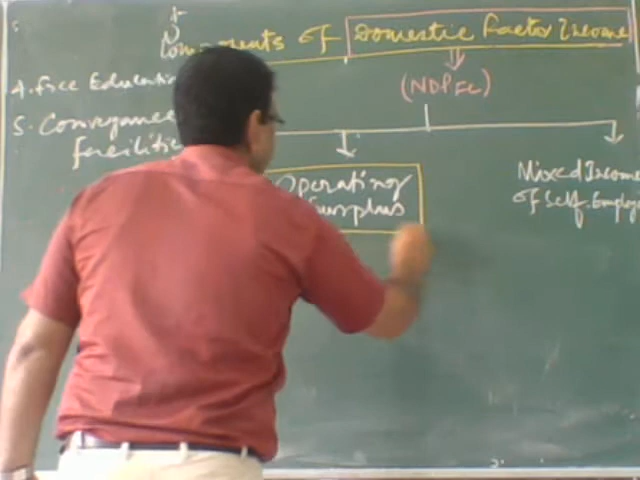 Components of Domestic Factor Income
(NDP FC)
4. Free Education
5. Conveyance
facilities
Operating
Surplus
Mixed Income
of Self. Employe